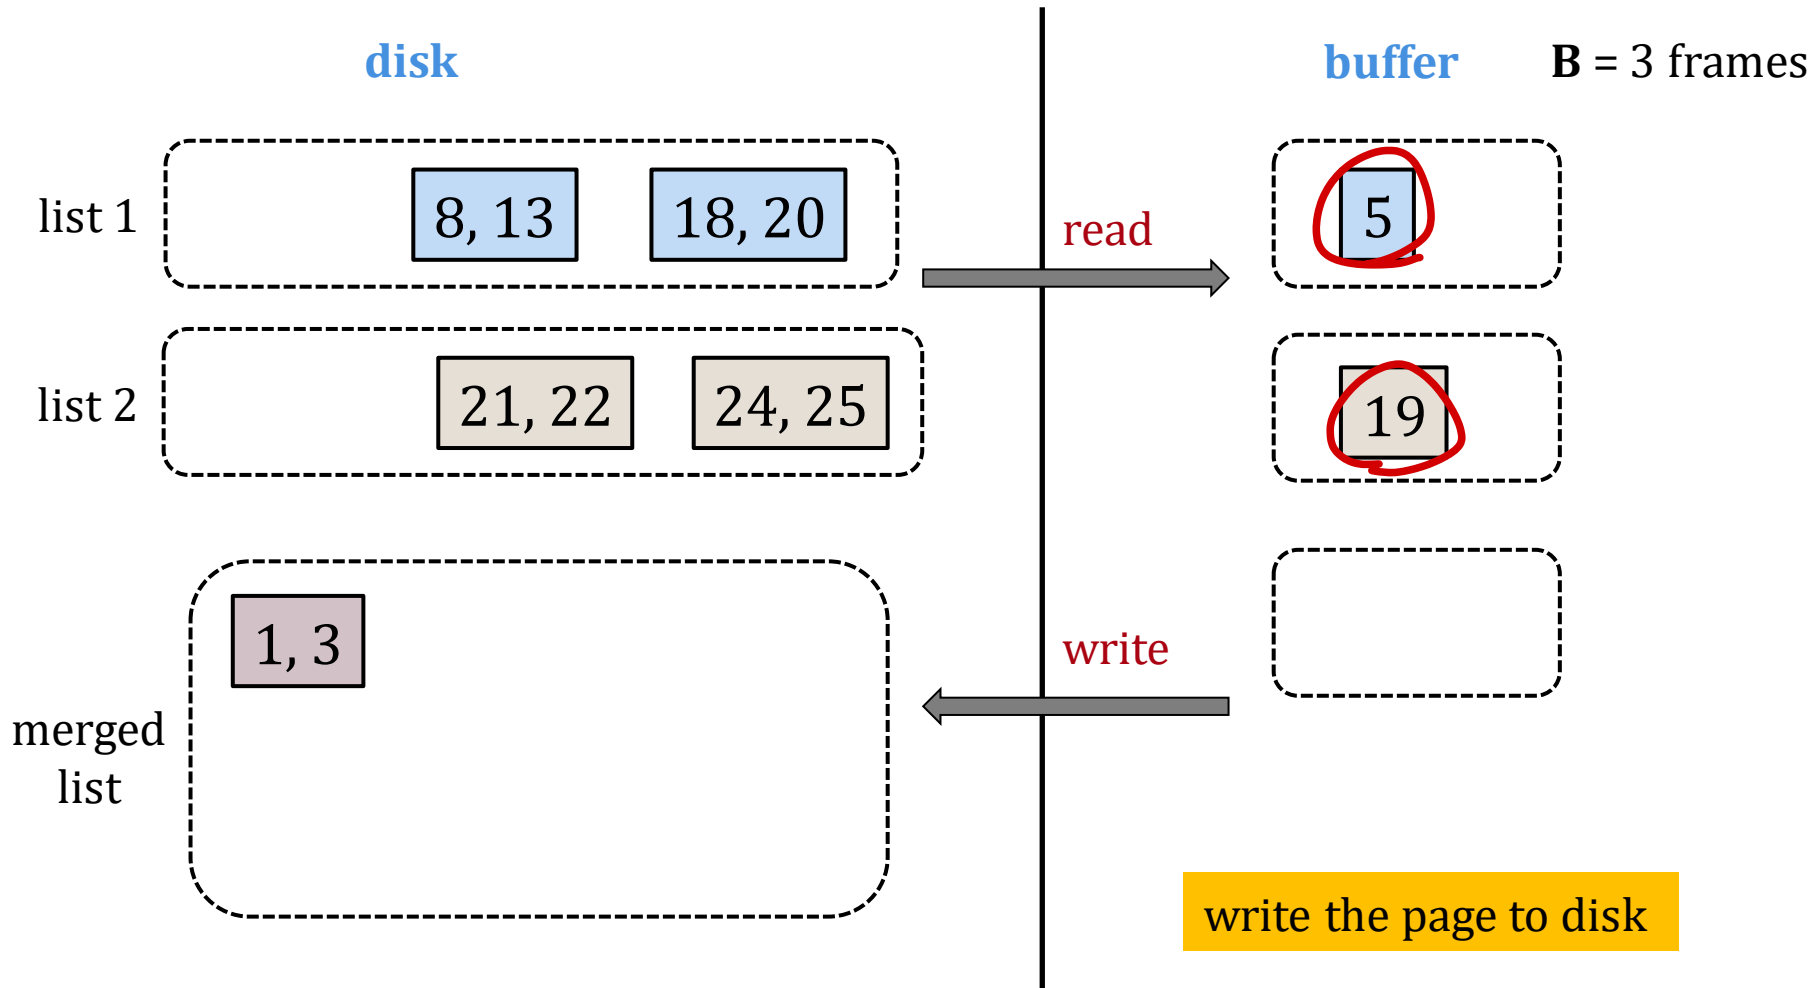 disk
buffer
B = 3 frames
list 1
8, 13
18, 20
read
5
list 2
21, 22
24, 25
19
1, 3
write
merged
list
write the page to disk